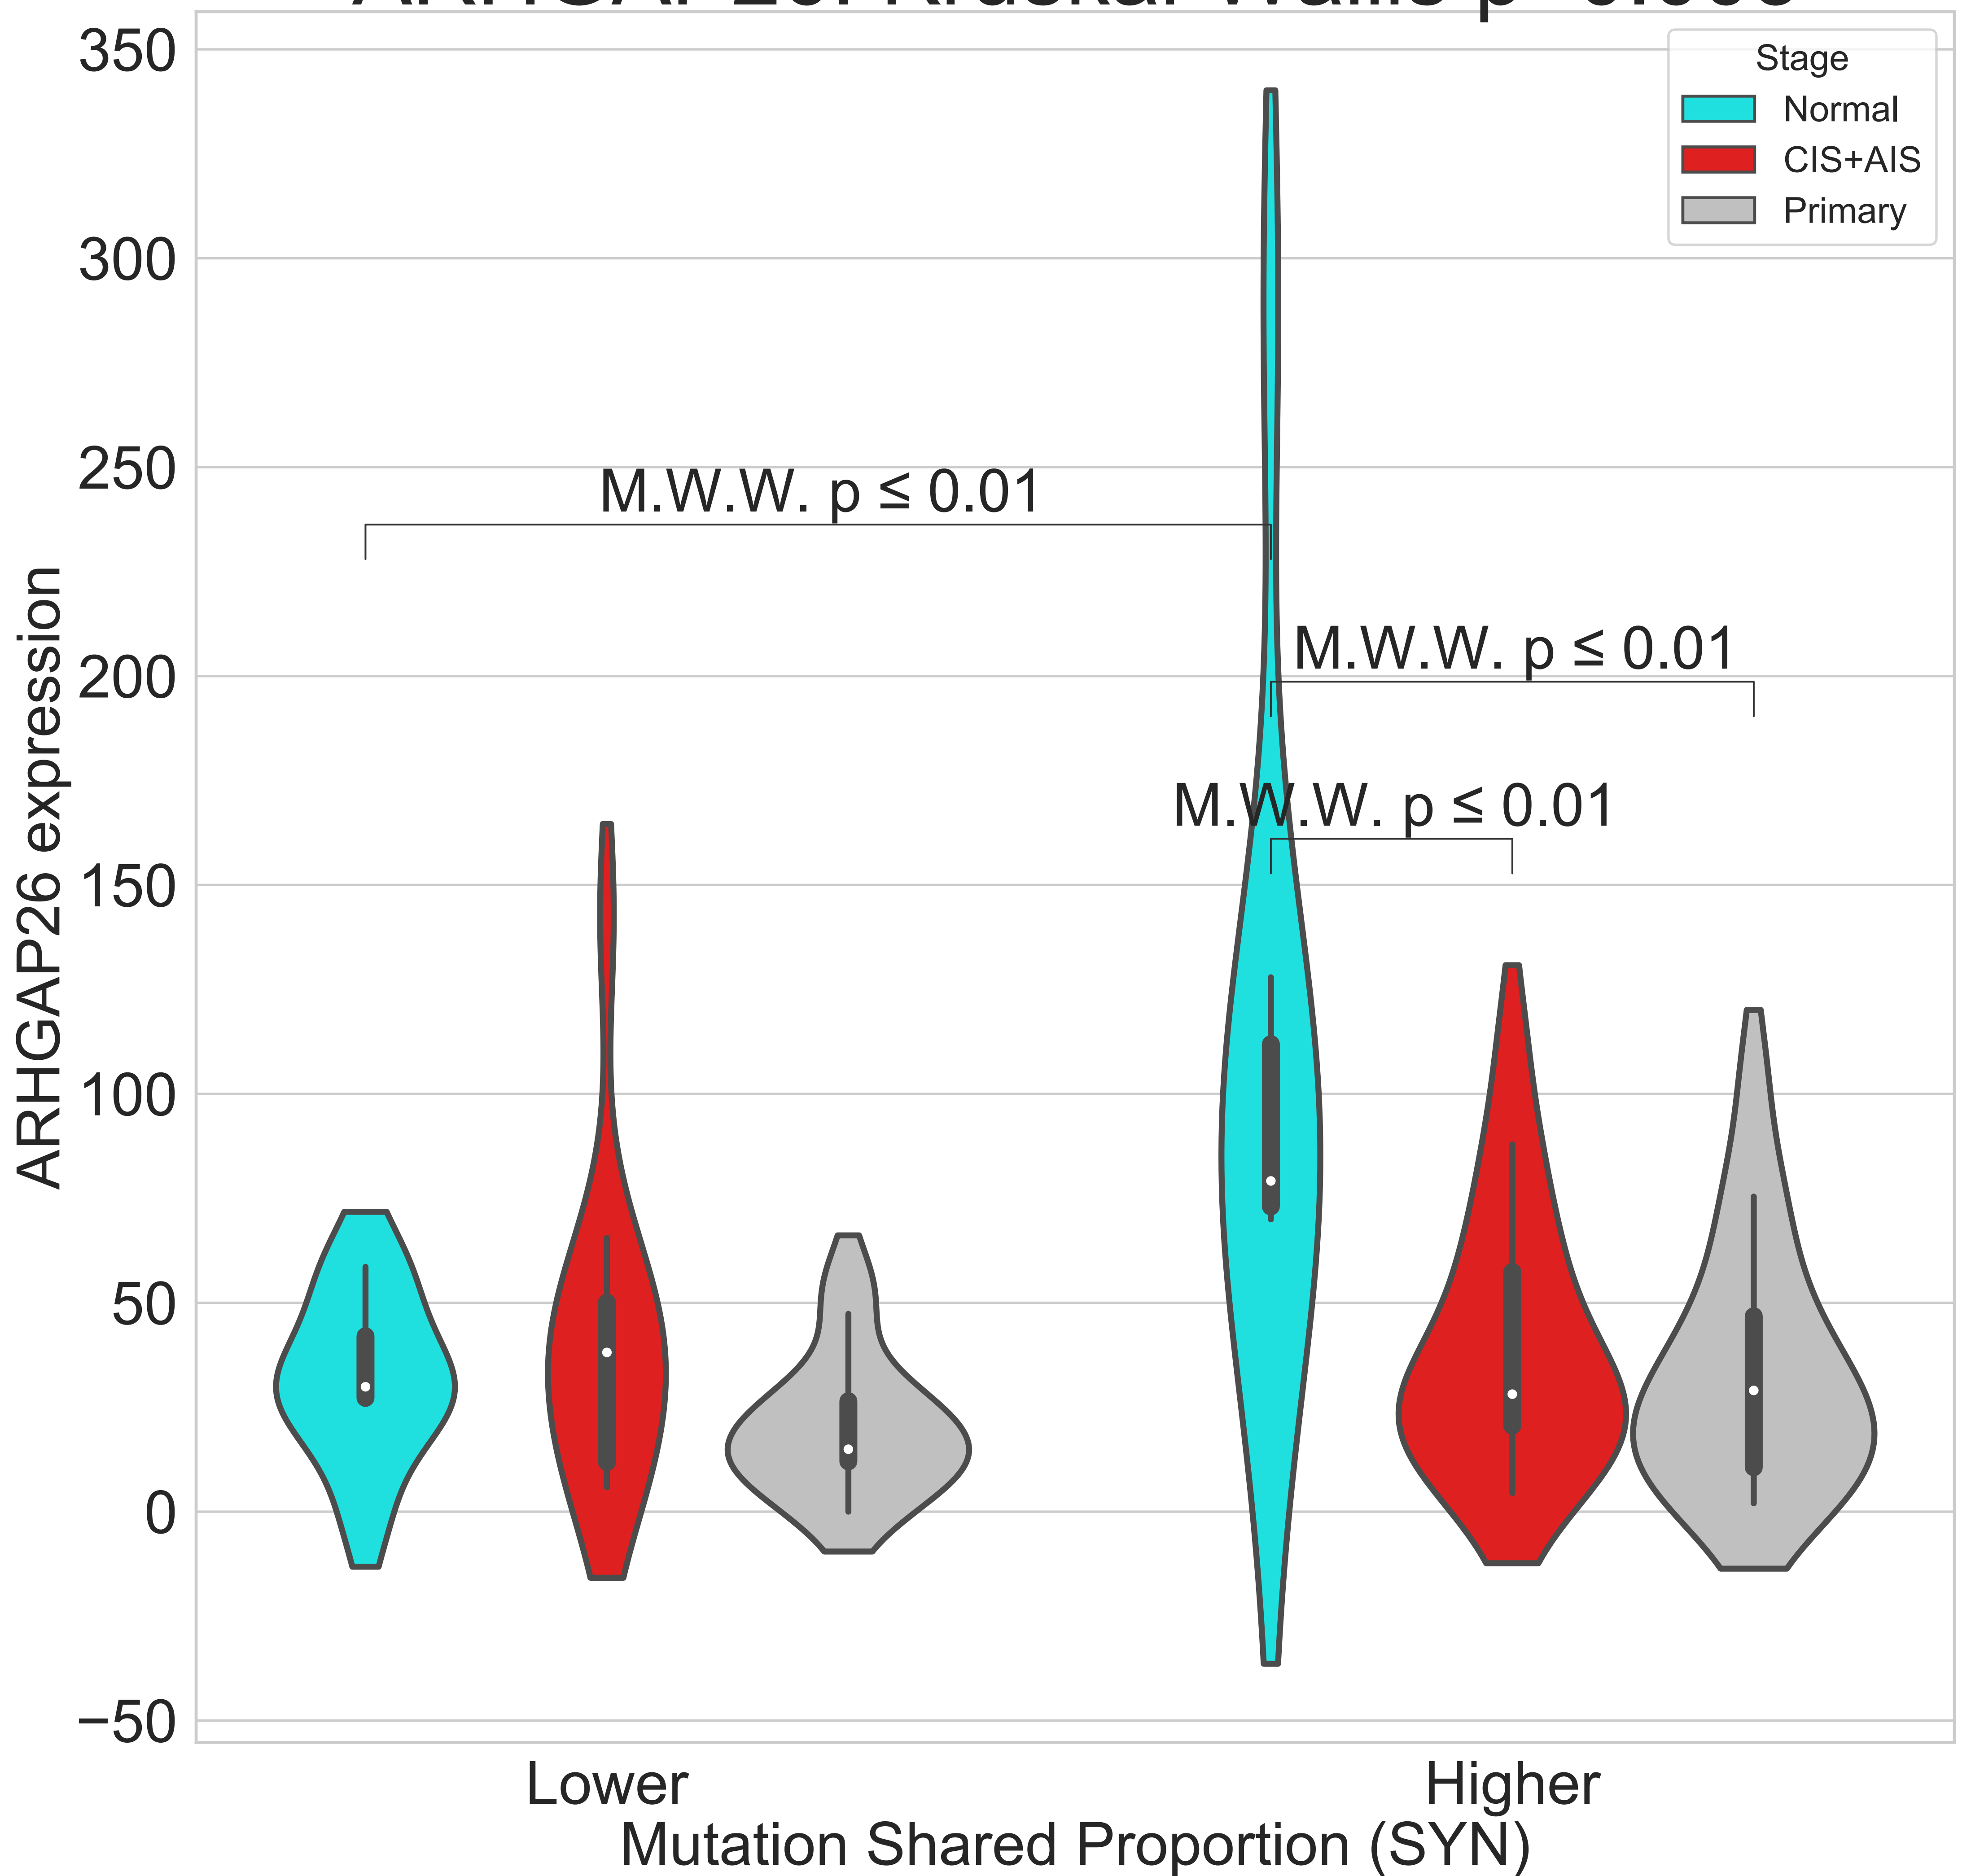 350
300
250
200
150
100
50
0
−50
ARHGAP26 expression
Stage
Normal
CIS+AIS
Primary
M.W.W. p ≤ 0.01
M.W.W. p ≤ 0.01
M.W.W. p ≤ 0.01
Lower
Higher
Mutation Shared Proportion (SYN)